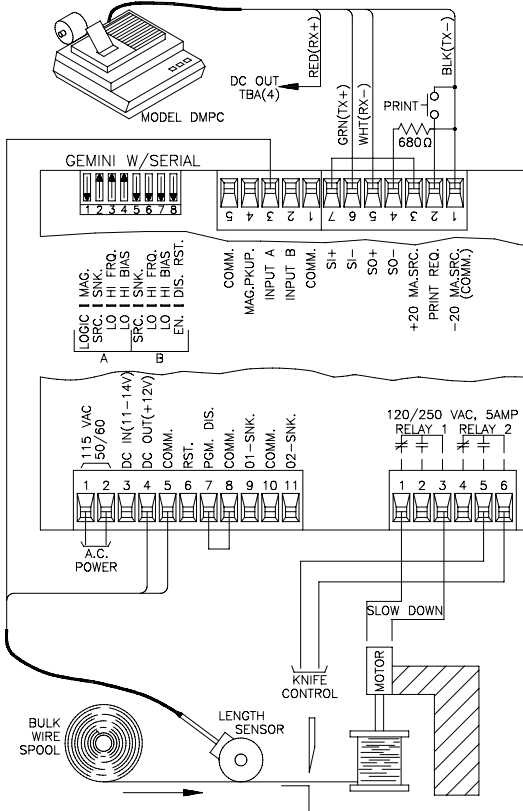 MODEL DMPC
DC OUT
TBA(4)
RED(RX+)
GRN(TX+)
WHT(RX-)
BLK(TX-)
PRINT
680Ω
GEMINI W/SERIAL
1 2 3 4 5 6 7 8
5 4 3 2 1 7 6 5 4 3 2 1
LOGIC MAG.
SRC. SNK.
LO HI FRQ.
LO HI BIAS
SRC. SNK.
LO HI FRQ.
LO HI BIAS
EN. DIS. RST.
A B
COMM.
MAG.PKUP.
INPUT A
INPUT B
COMM.
SI+
SI-
SO+
SO-
+20 MA.SRC.
PRINT REQ.
-20 MA.SRC.
(COMM.)
115 VAC
50/60
DC IN(11-14V)
DC OUT(+12V)
COMM.
RST.
PGM. DIS.
COMM.
01-SNK.
COMM.
02-SNK.
120/250 VAC, 5AMP
RELAY 1 RELAY 2
1 2 3 4 5 6 7 8 9 10 11
1 2 3 4 5 6
A.C.
POWER
SLOW DOWN
MOTOR
KNIFE
CONTROL
LENGTH
SENSOR
BULK
WIRE
SPOOL